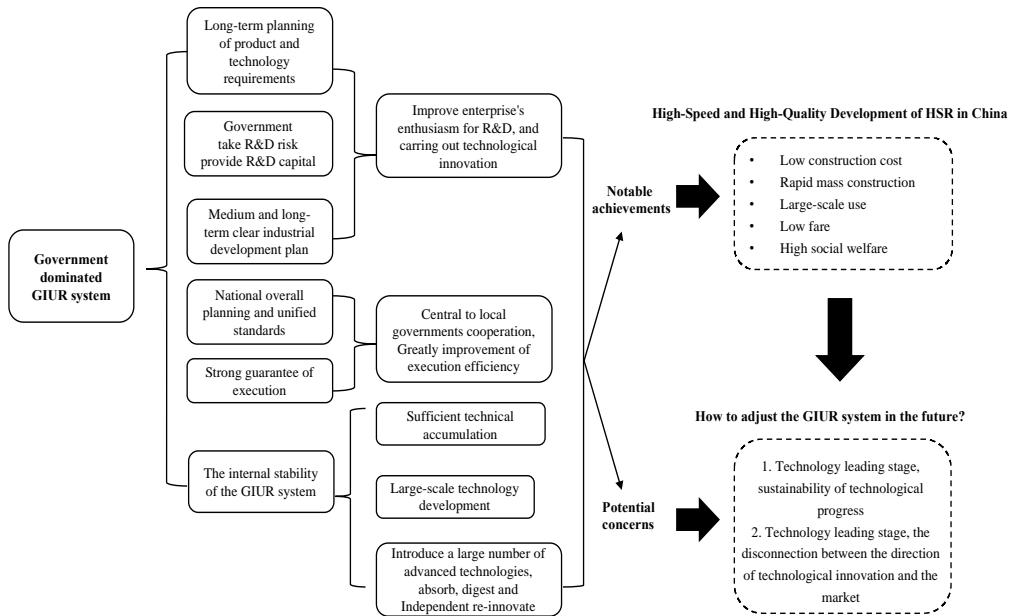 Government
dominated
GIUR system
Long-term planning
of product and
technology
requirements
Government
take R&D risk
provide R&D capital
Medium and long-
term clear industrial
development plan
National overall
planning and unified
standards
Strong guarantee of
execution
The internal stability
of the GIUR system
Improve enterprise's
enthusiasm for R&D, and
carrying out technological
innovation
Central to local
governments cooperation,
Greatly improvement of
execution efficiency
Sufficient technical
accumulation
Large-scale technology
development
Introduce a large number of
advanced technologies,
absorb, digest and
Independent re-innovate
Notable
achievements
Potential
concerns
High-Speed and High-Quality Development of HSR in China
• Low construction cost
• Rapid mass construction
• Large-scale use
• Low fare
• High social welfare
How to adjust the GIUR system in the future?
1. Technology leading stage,
sustainability of technological
progress
2. Technology leading stage, the
disconnection between the direction
of technological innovation and the
market